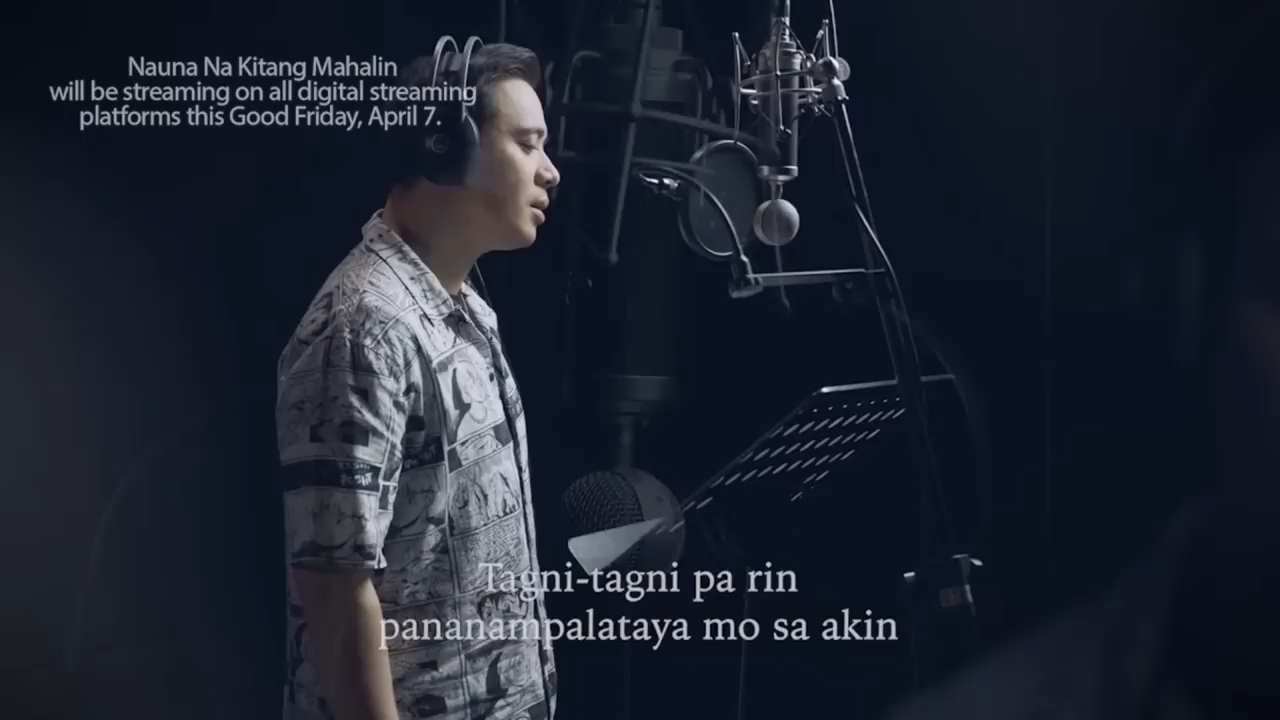 Nauna Na Kitang Mahalin
will be streaming on all digital streaming
platforms this Good Friday, April 7.
Tagni-tagni pa rin
pananampalataya mo sa akin